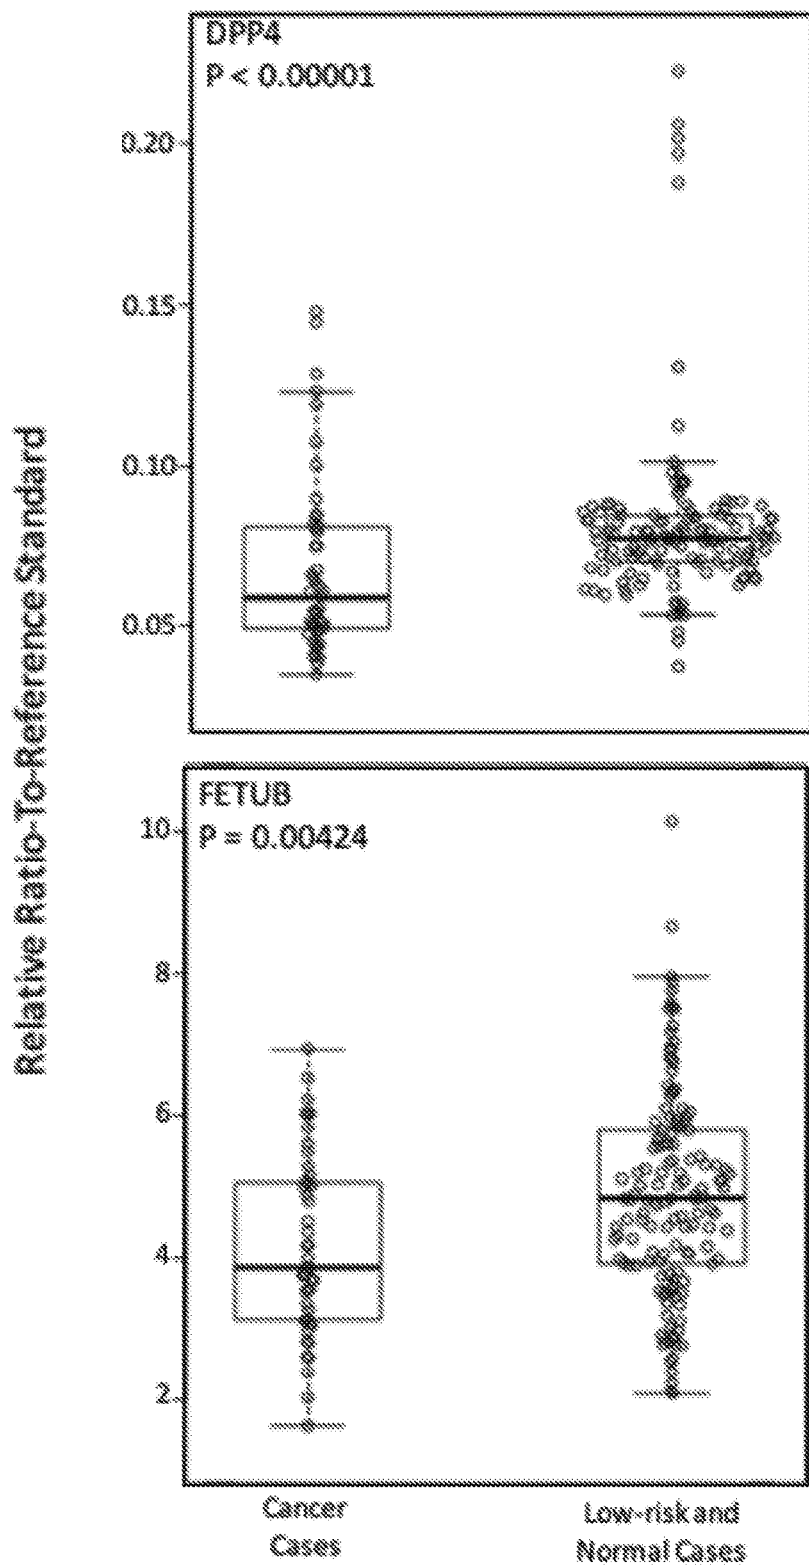 Relative Ratio-To-Reference Standard
DPP4
P < 0.00001
0.20
0.15
0.10
0.05
FETUB
P = 0.00424
10
8
6
4
2
Cancer
Cases
Low-risk and
Normal Cases